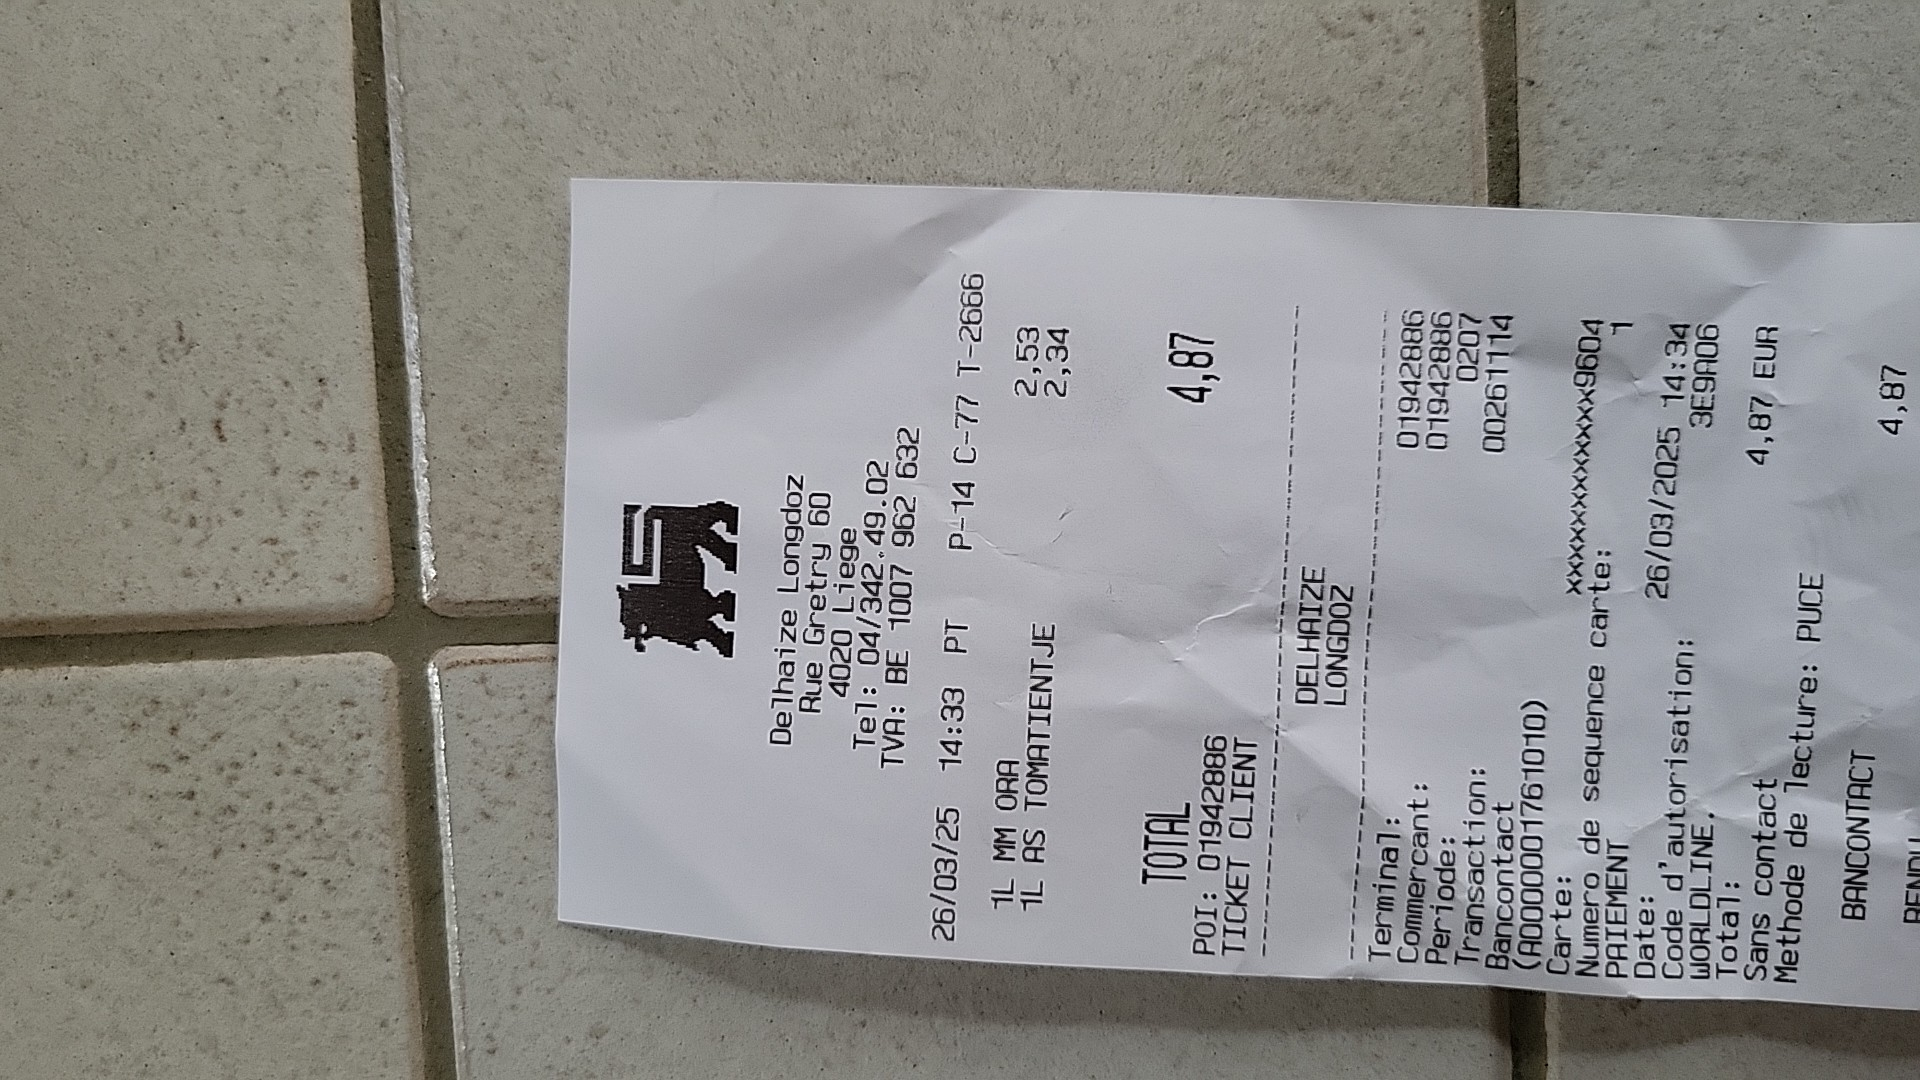 Delhaize Longdoz
Rue Gretry 60
4020 Liege
Tel: 04/342.49.02
TVA: BE 1007 962 632
26/03/25 14:33 PT P-14 C-77 T-2666
1L MM ORA 2,53
1L AS TOMATIENTJE 2,34
TOTAL 4,87
POI: 01942886
TICKET CLIENT
DELHAIZE
LONGDOZ
Terminal: 01942886
Commercant: 01942886
Periode: 0207
Transaction: 00261114
Bancontact
(A0000001761010)
Carte: xxxxxxxxxxxxx9604
Numero de sequence carte: 1
PAIEMENT
Date: 26/03/2025 14:34
Code d'autorisation: 3E9A06
WORLDLINE.
Total: 4,87 EUR
Sans contact
Methode de lecture: PUCE
BANCONTACT 4,87